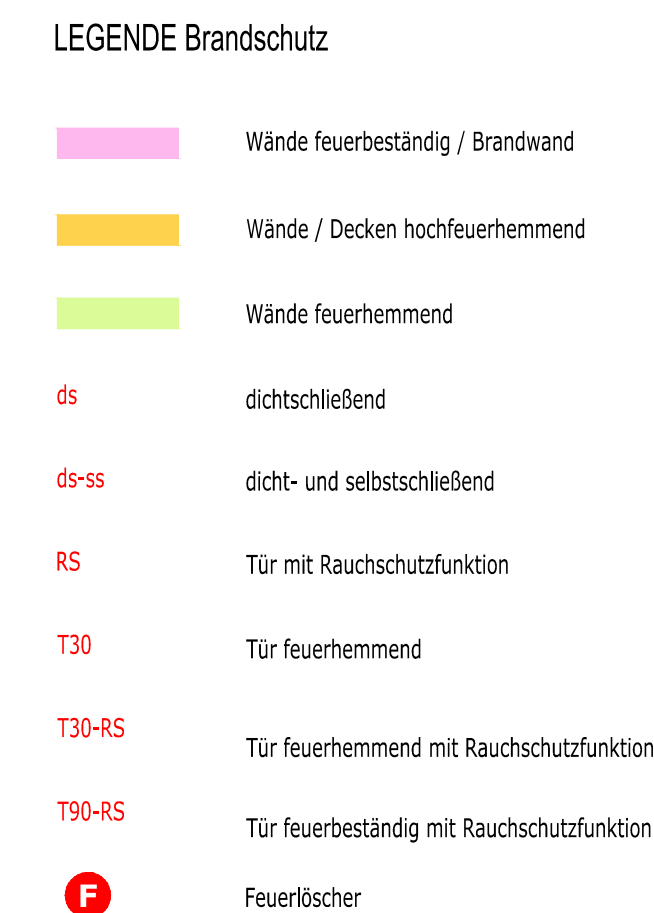 LEGENDE Brandschutz
Wände feuerbeständig / Brandwand
Wände / Decken hochfeuerhemmend
Wände feuerhemmend
ds dichtschließend
ds-ss dicht- und selbstschließend
RS Tür mit Rauchschutzfunktion
T30 Tür feuerhemmend
T30-RS Tür feuerhemmend mit Rauchschutzfunktion
T90-RS Tür feuerbeständig mit Rauchschutzfunktion
F Feuerlöscher